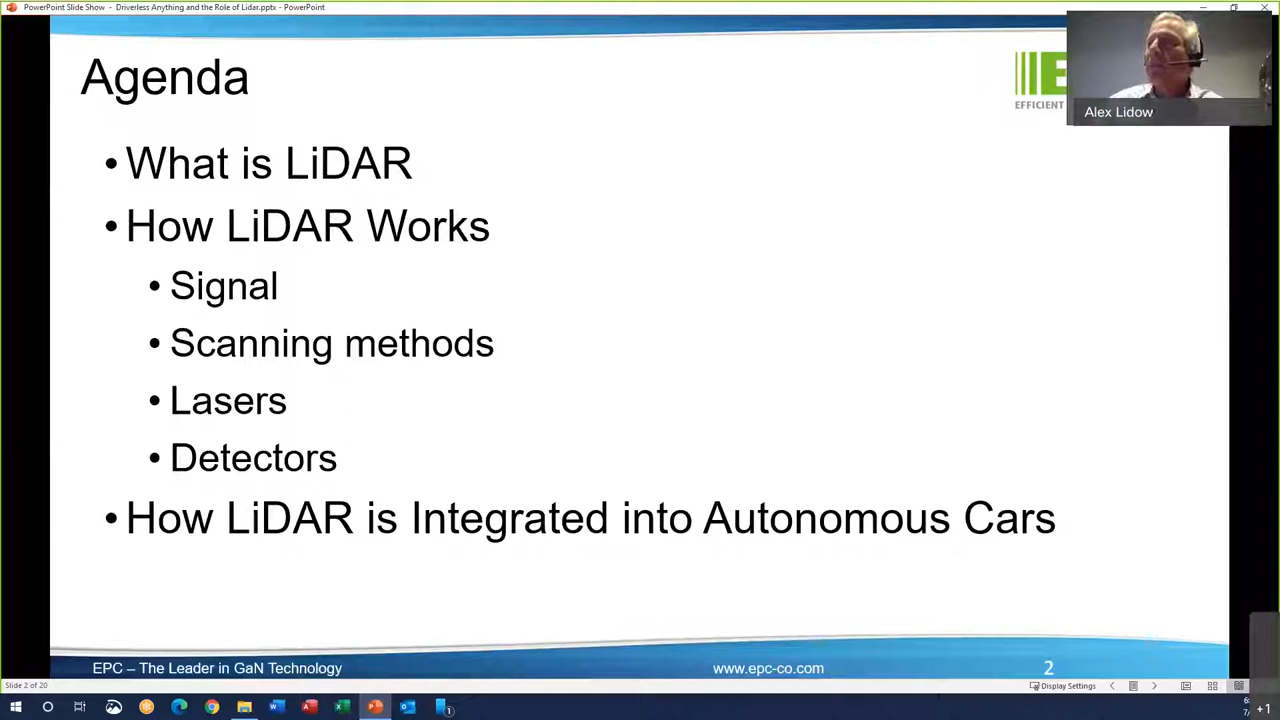 PowerPoint Slide Show - Driverless Anything and the Role of Lidar.pptx - PowerPoint
Agenda
E
EFFICIENT
Alex Lidow
•What is LiDAR
•How LiDAR Works
• Signal
• Scanning methods
• Lasers
• Detectors
•How LiDAR is Integrated into Autonomous Cars
EPC – The Leader in GaN Technology
www.epc-co.com
2
Slide 2 of 20
Display Settings
1
+1